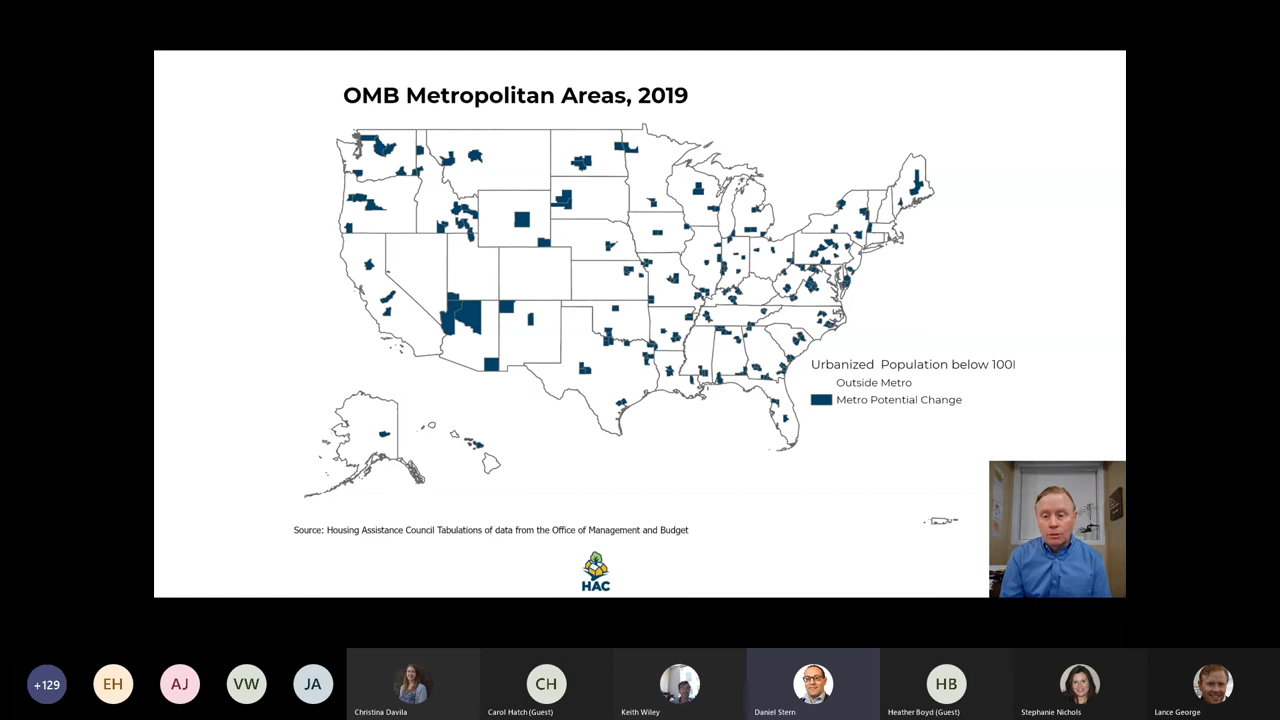 OMB Metropolitan Areas, 2019
Urbanized Population below 100
Outside Metro
Metro Potential Change
Source: Housing Assistance Council Tabulations of data from the Office of Management and Budget
HAC
+129
EH
AJ
VW
JA
CH
HB
Christina Davila
Carol Hatch (Guest)
Keith Wiley
Daniel Stern
Heather Boyd (Guest)
Stephanie Nichols
Lance George